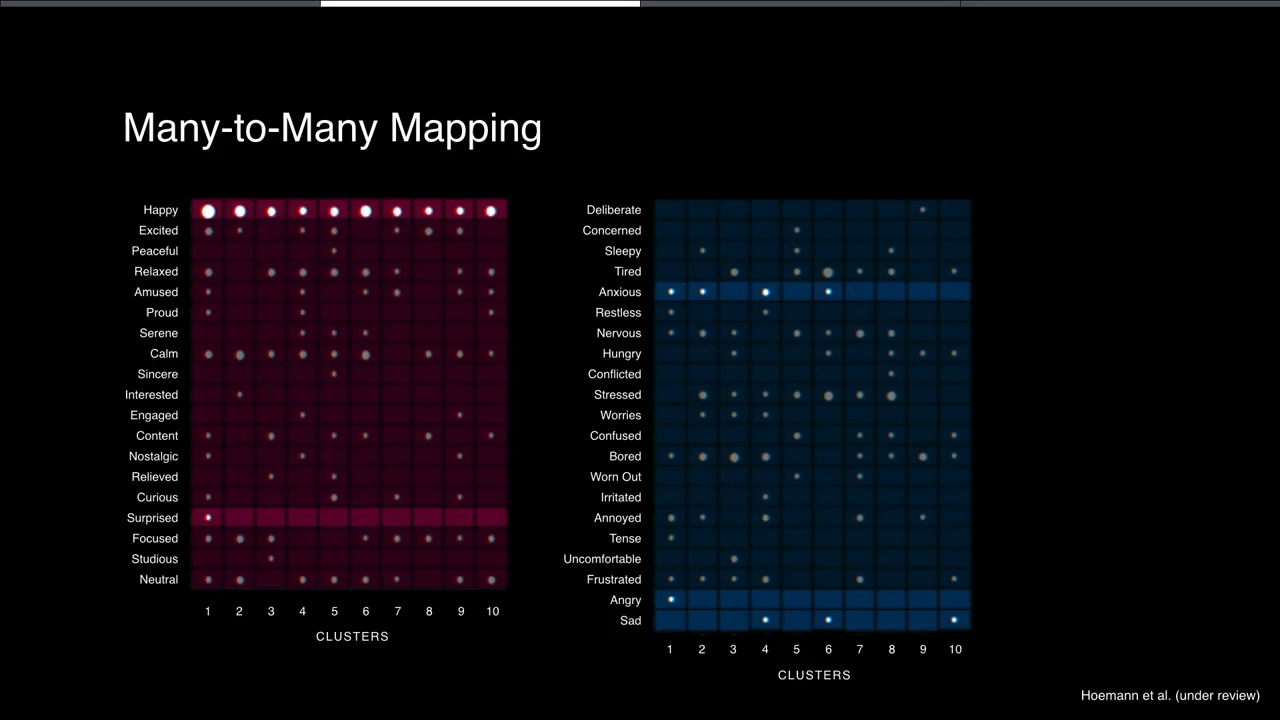 Many-to-Many Mapping
Happy
Excited
Peaceful
Relaxed
Amused
Proud
Serene
Calm
Sincere
Interested
Engaged
Content
Nostalgic
Relieved
Curious
Surprised
Focused
Studious
Neutral
1 2 3 4 5 6 7 8 9 10
CLUSTERS
Deliberate
Concerned
Sleepy
Tired
Anxious
Restless
Nervous
Hungry
Conflicted
Stressed
Worries
Confused
Bored
Worn Out
Irritated
Annoyed
Tense
Uncomfortable
Frustrated
Angry
Sad
1 2 3 4 5 6 7 8 9 10
CLUSTERS
Hoemann et al. (under review)